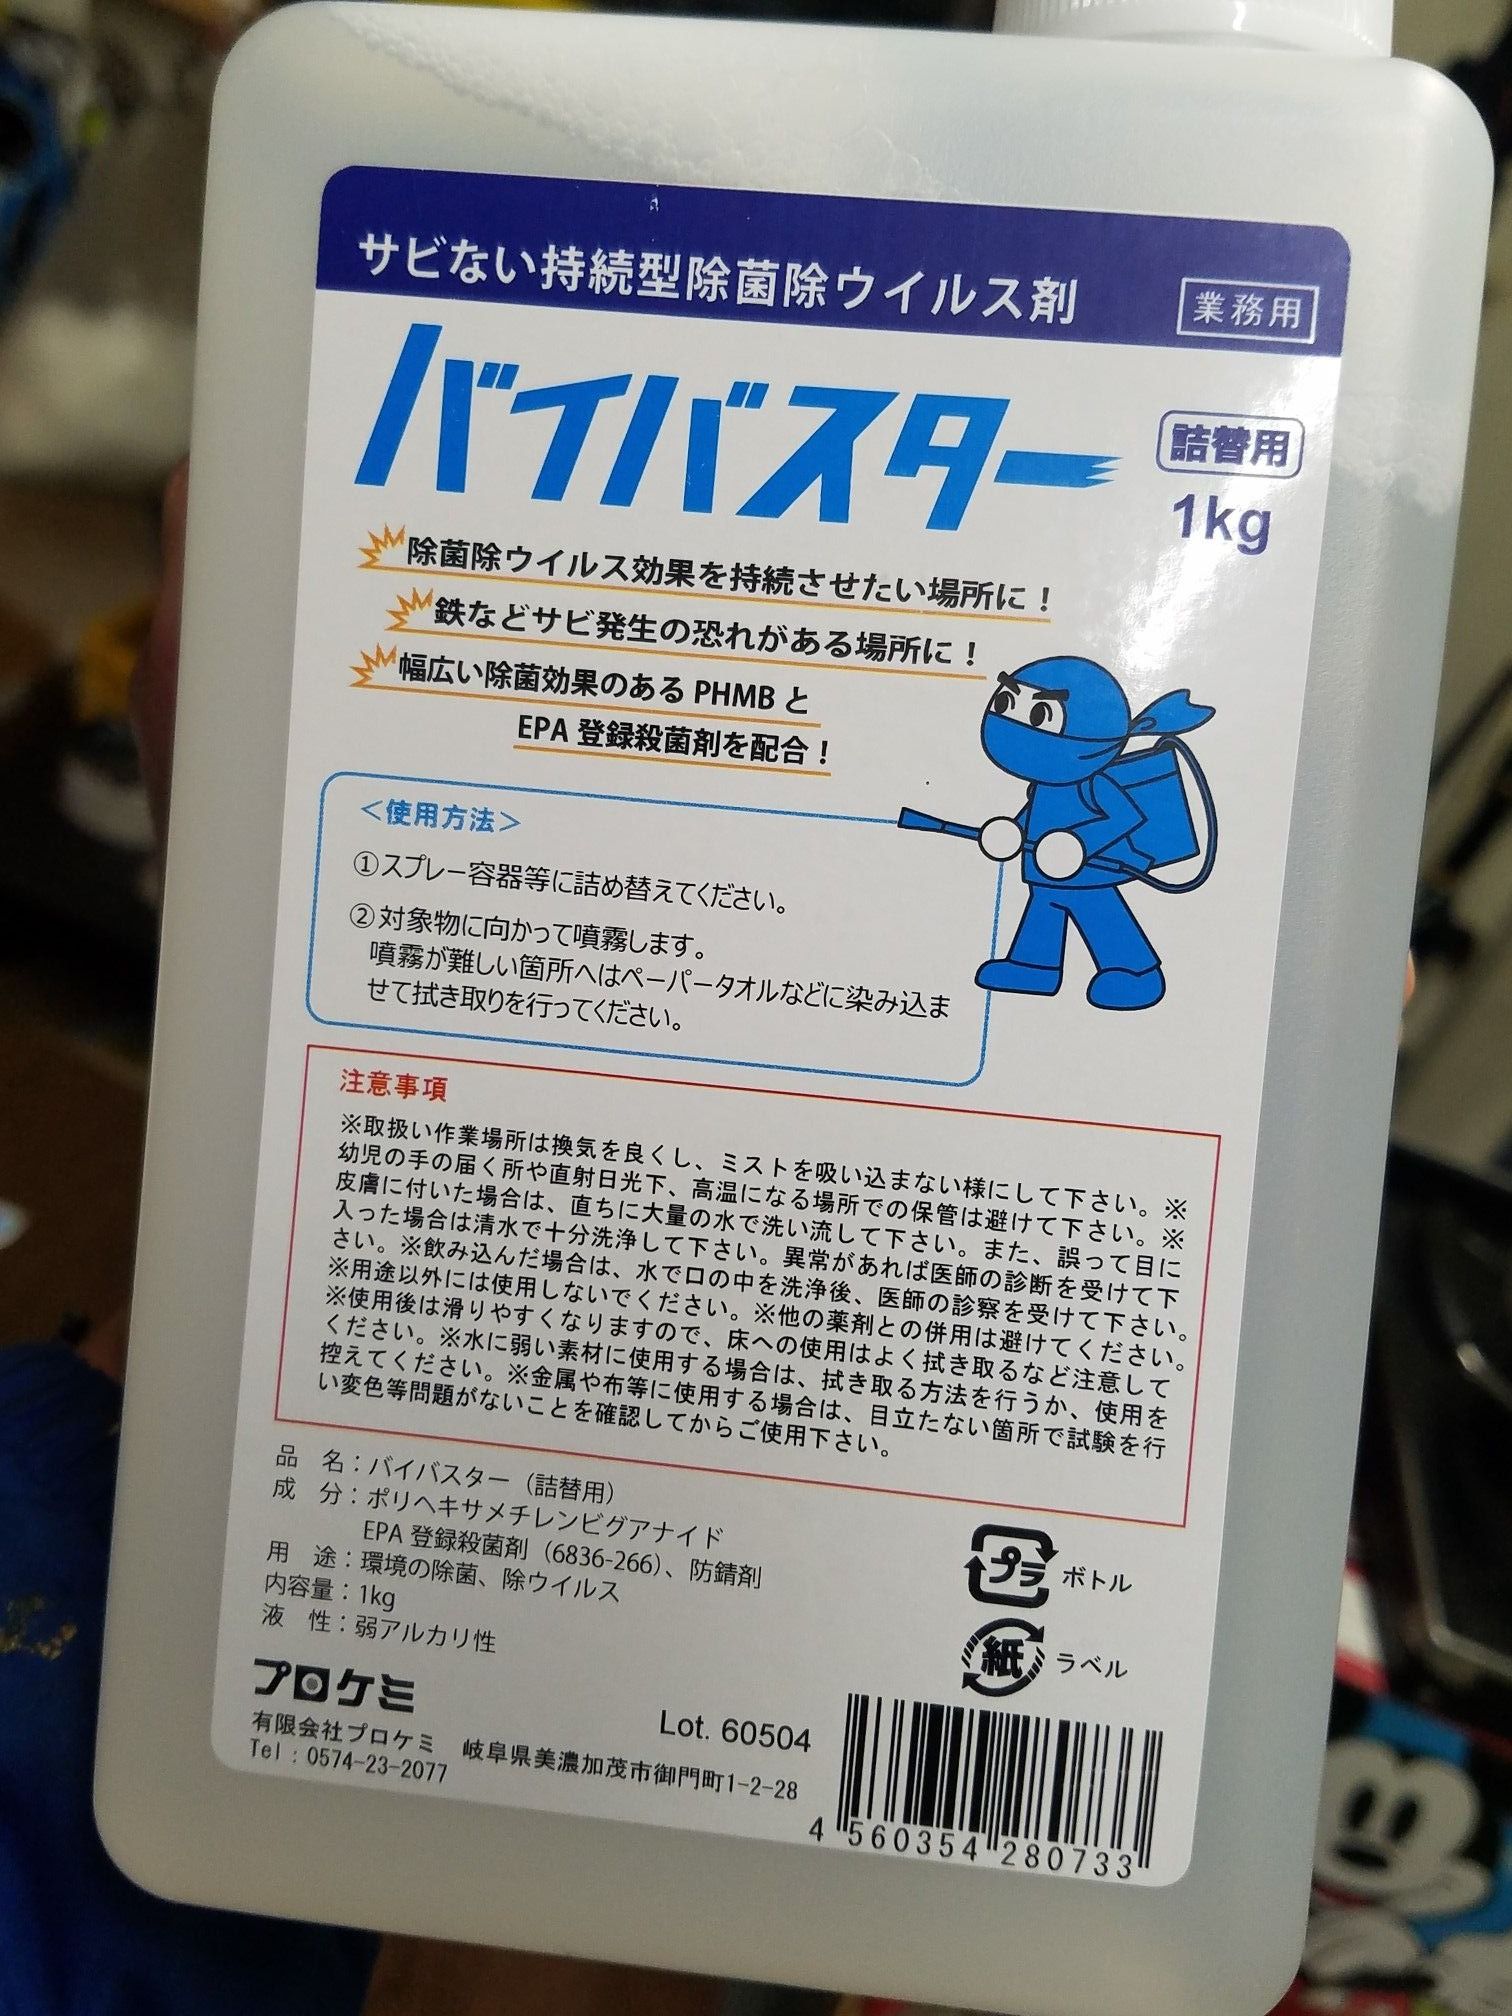 サビない持続型除菌除ウイルス剤
業務用
バイバスター
詰替用
1kg
除菌除ウイルス効果を持続させたい場所に！
鉄などサビ発生の恐れがある場所に！
幅広い除菌効果のある PHMB と
EPA 登録殺菌剤を配合！
＜使用方法＞
①スプレー容器等に詰め替えてください。
②対象物に向かって噴霧します。
噴霧が難しい箇所へはペーパータオルなどに染み込ま
せて拭き取りを行ってください。
注意事項
※取扱い作業場所は換気を良くし、ミストを吸い込まない様にして下さい。※
幼児の手の届く所や直射日光下、高温になる場所での保管は避けて下さい。※
皮膚に付いた場合は、直ちに大量の水で洗い流して下さい。また、誤って目に
入った場合は清水で十分洗浄して下さい。異常があれば医師の診断を受けて下
さい。※飲み込んだ場合は、水で口の中を洗浄後、医師の診察を受けて下さい。
※用途以外には使用しないでください。※他の薬剤との併用は避けてください。
※使用後は滑りやすくなりますので、床への使用はよく拭き取るなど注意して
ください。※水に弱い素材に使用する場合は、拭き取る方法を行うか、使用を
控えてください。※金属や布等に使用する場合は、目立たない箇所で試験を行
い変色等問題がないことを確認してからご使用下さい。
品　名：バイバスター（詰替用）
成　分：ポリヘキサメチレンビグアナイド
EPA 登録殺菌剤（6836-266）、防錆剤
用　途：環境の除菌、除ウイルス
内容量：1kg
液　性：弱アルカリ性
プラ ボトル
紙 ラベル
プロケミ
有限会社プロケミ 岐阜県美濃加茂市御門町1-2-28
Tel：0574-23-2077
Lot. 60504
4 560354 280733